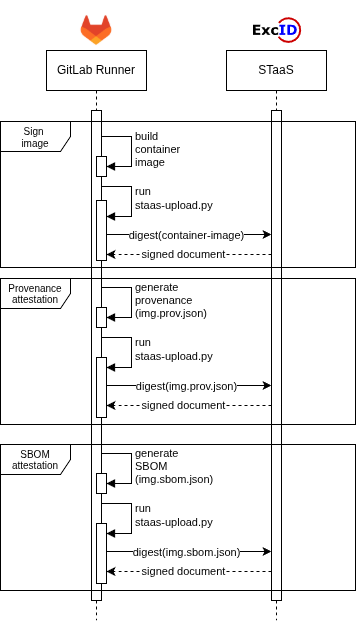 ExcID
GitLab Runner
STaaS
Sign
image
build
container
image
run
staas-upload.py
digest(container-image)
signed document
Provenance
attestation
generate
provenance
(img.prov.json)
run
staas-upload.py
digest(img.prov.json)
signed document
SBOM
attestation
generate
SBOM
(img.sbom.json)
run
staas-upload.py
digest(img.sbom.json)
signed document